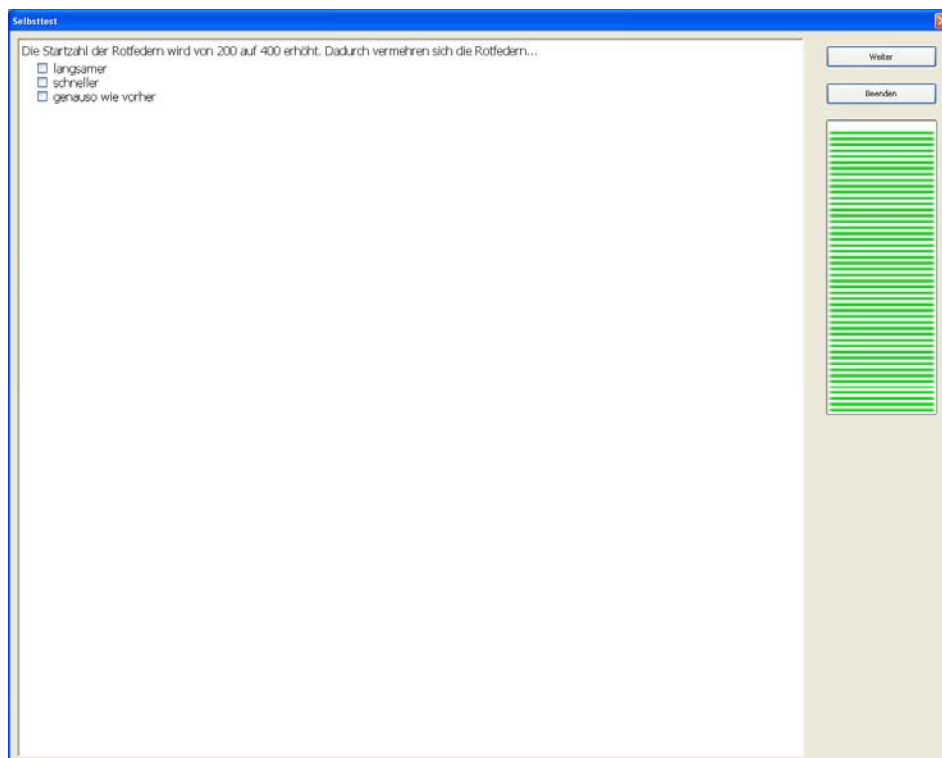 Selbsttest
Die Startzahl der Rotfedern wird von 200 auf 400 erhöht. Dadurch vermehren sich die Rotfedern...
langsamer
schneller
genauso wie vorher
Weiter
Beenden